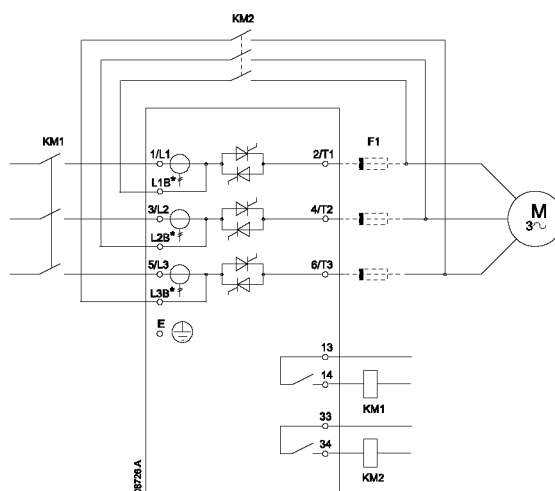 KM2
KM1
1/L1
2/T1
F1
L1B*
3/L2
4/T2
M
3~
L2B*
5/L3
6/T3
L3B*
E
13
14
KM1
33
34
KM2